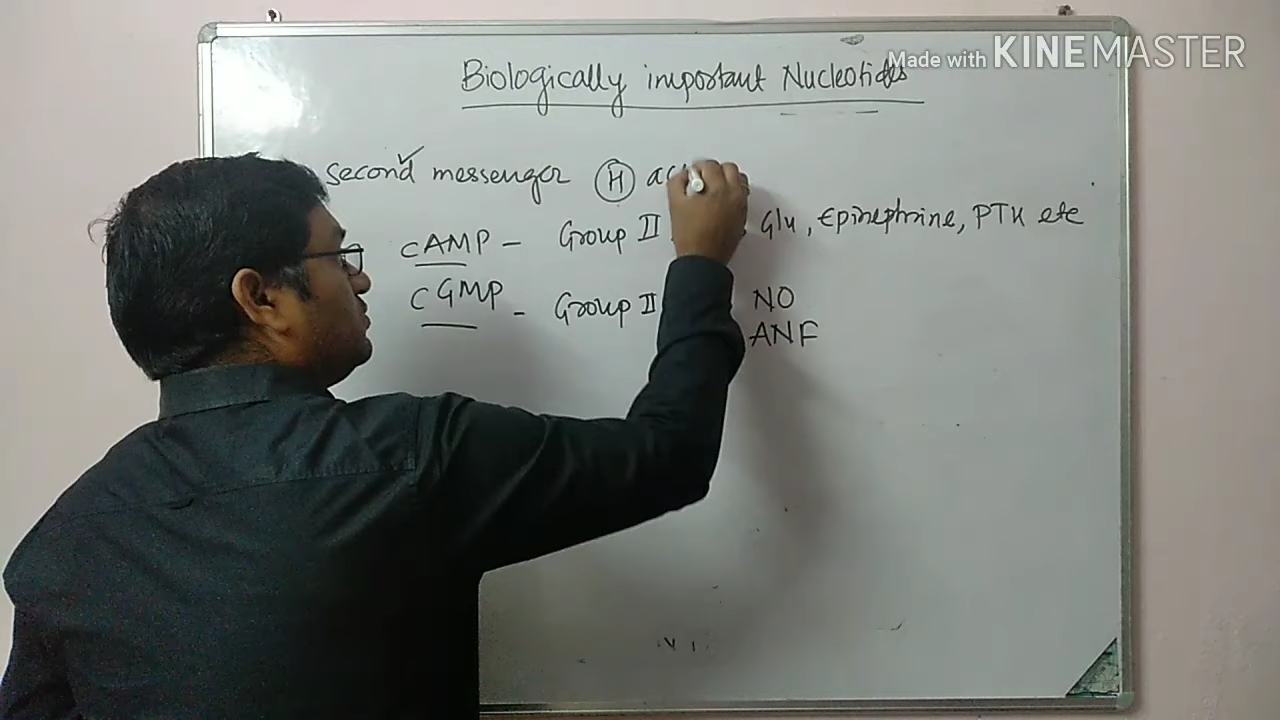 Made with KINEMASTER
Biologically important Nucleotides
second messenger (H)
cAMP - Group II Glu, Epinephrine, PTH etc
cGMP - Group II NO
ANF